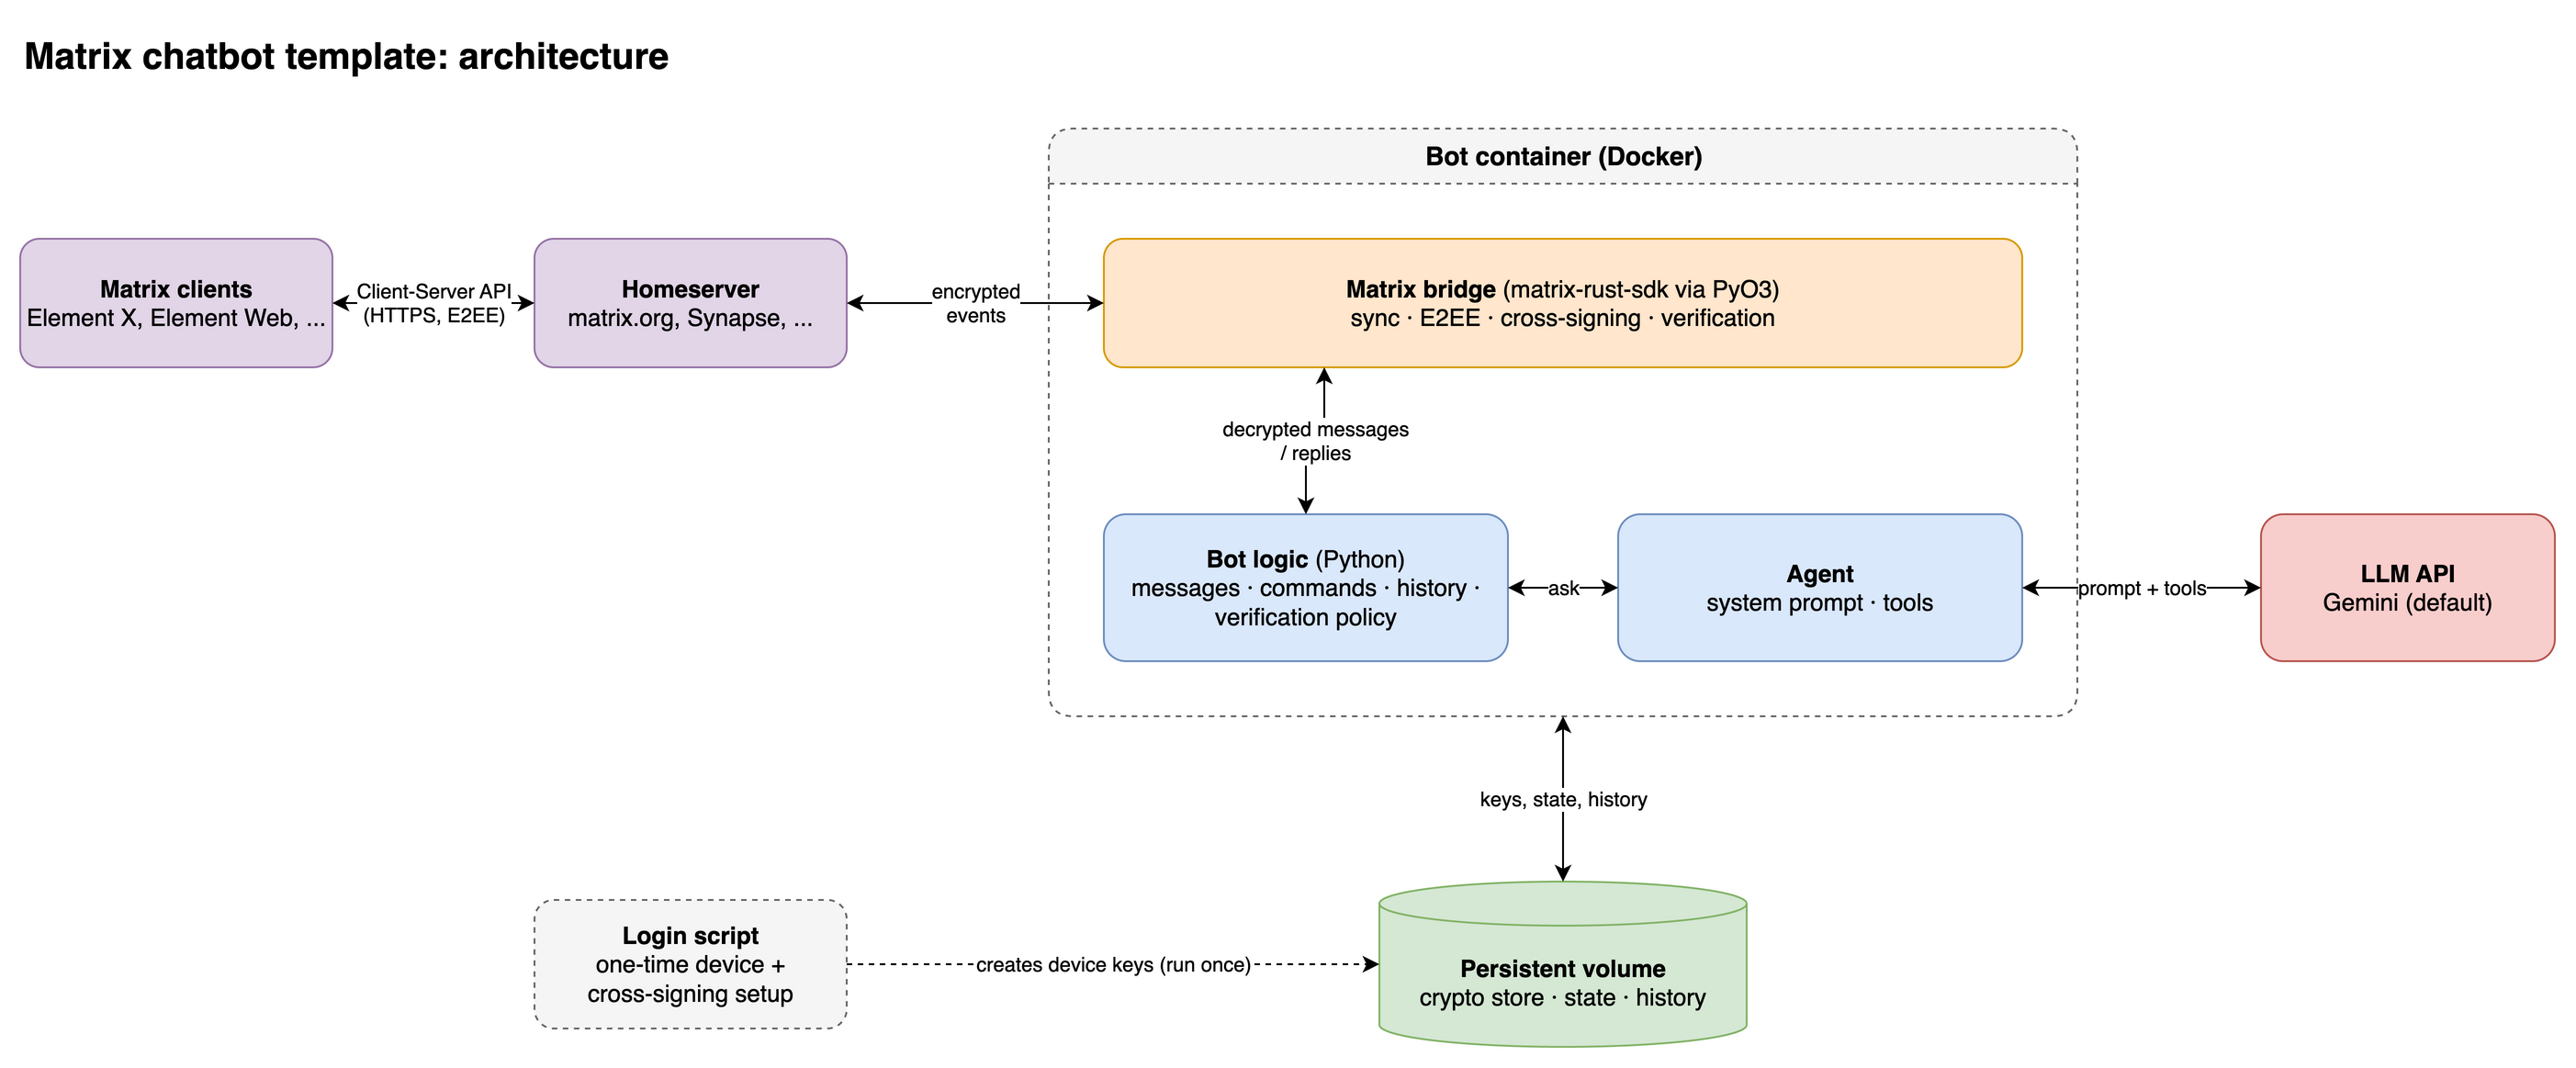 Matrix chatbot template: architecture
Bot container (Docker)
Matrix clients
Element X, Element Web, ...
Client-Server API
(HTTPS, E2EE)
Homeserver
matrix.org, Synapse, ...
encrypted
events
Matrix bridge (matrix-rust-sdk via PyO3)
sync · E2EE · cross-signing · verification
decrypted messages
/ replies
Bot logic (Python)
messages · commands · history ·
verification policy
ask
Agent
system prompt · tools
prompt + tools
LLM API
Gemini (default)
keys, state, history
Login script
one-time device +
cross-signing setup
creates device keys (run once)
Persistent volume
crypto store · state · history